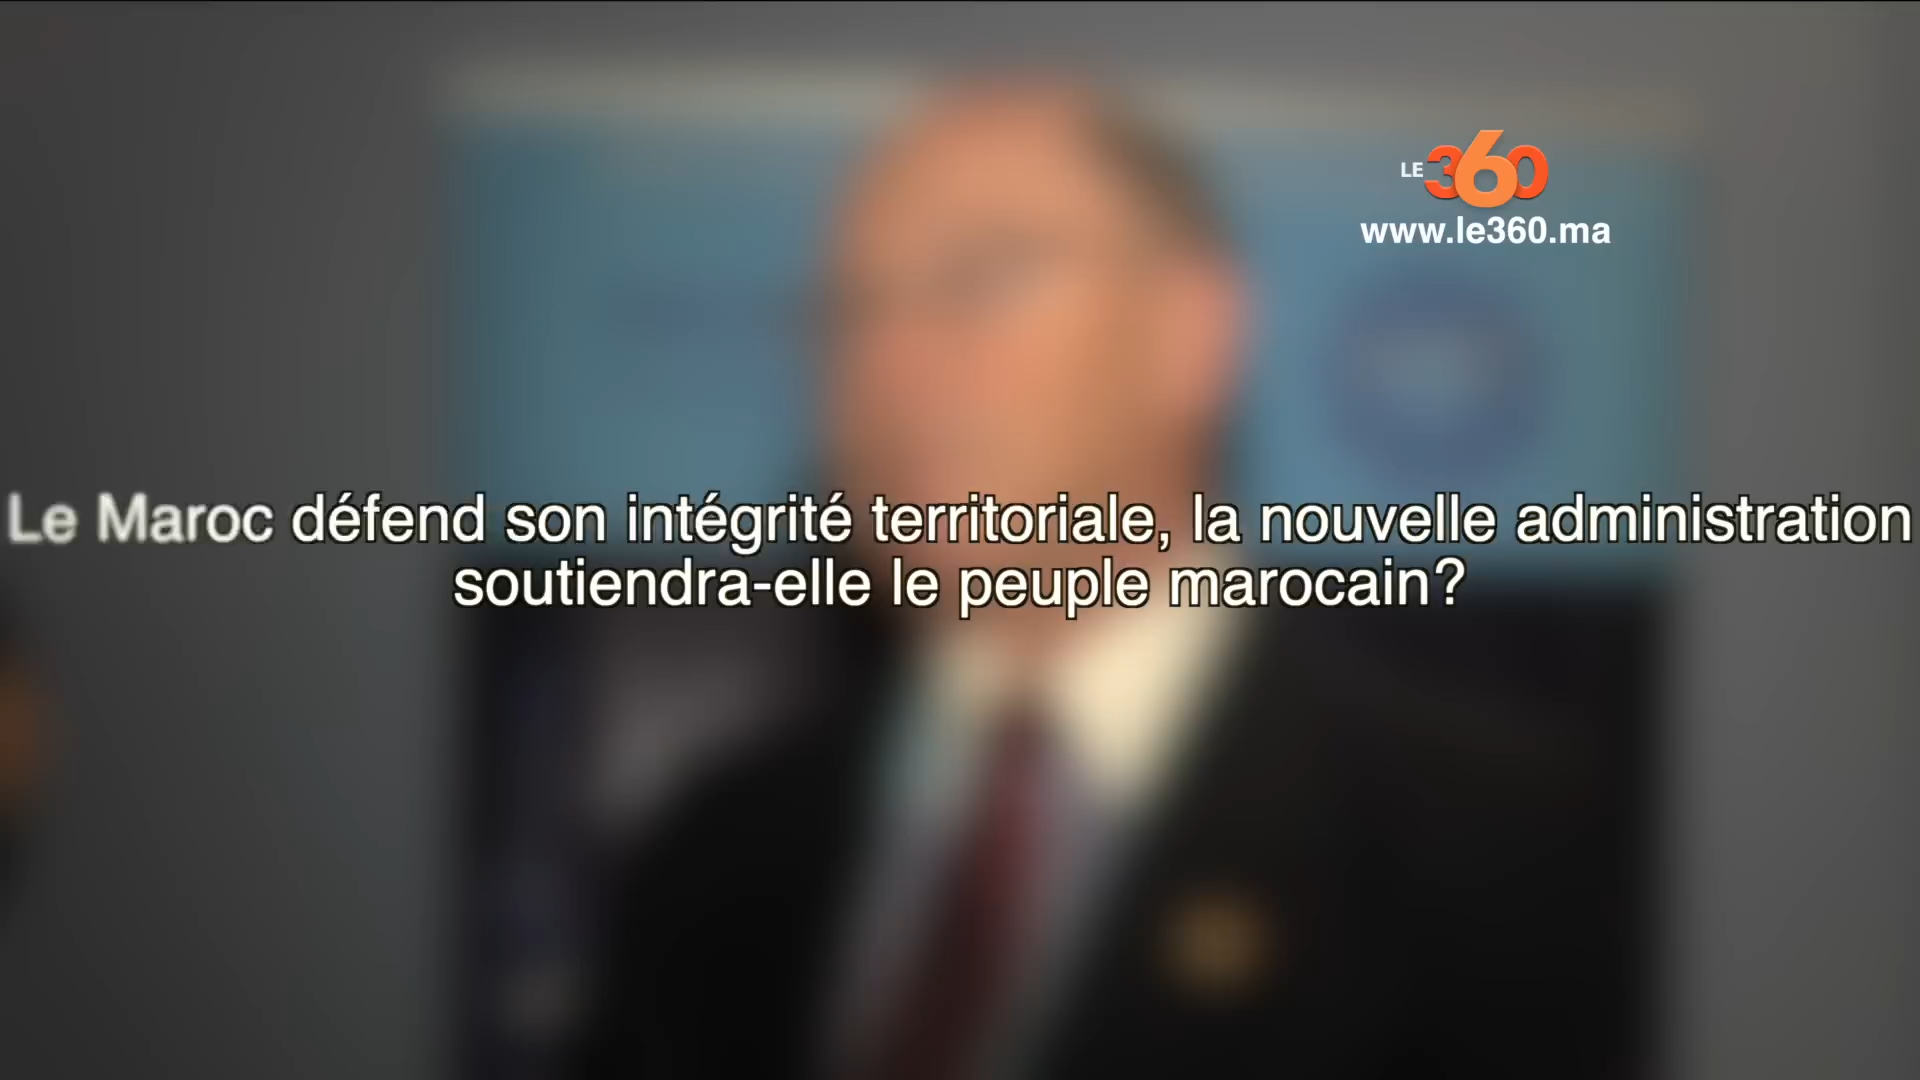 LE 360
www.le360.ma
Le Maroc défend son intégrité territoriale, la nouvelle administration
soutiendra-elle le peuple marocain?